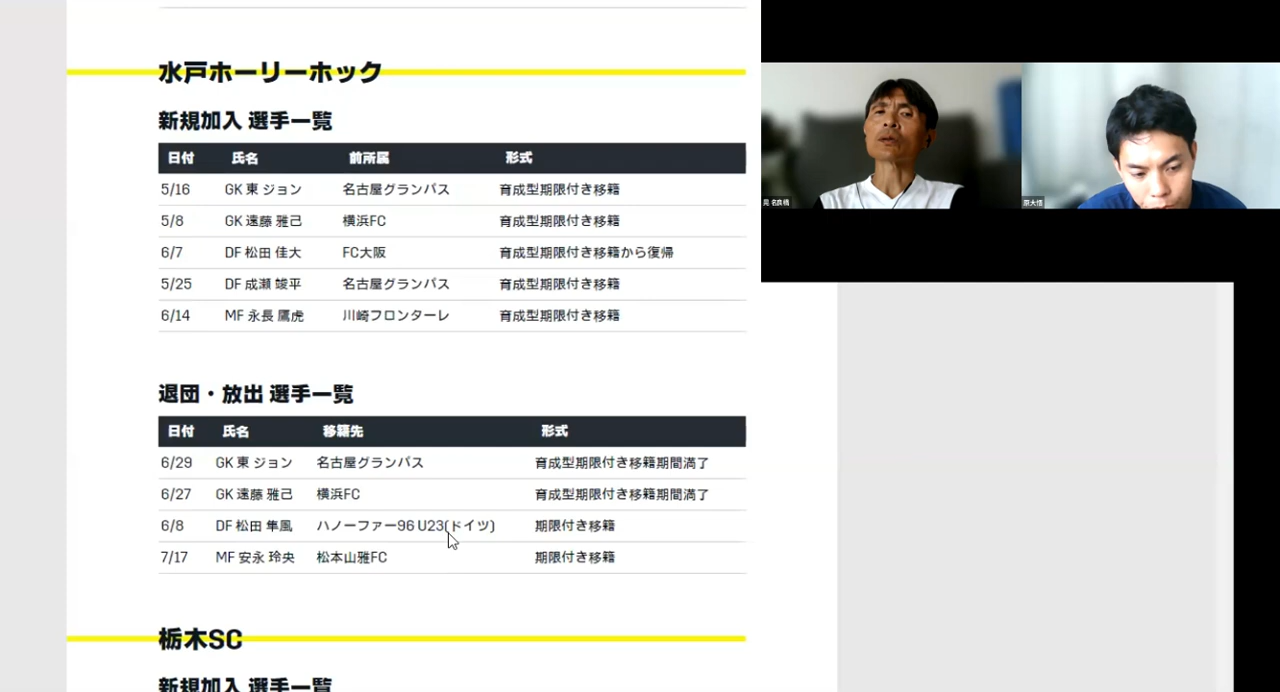 水戸ホーリーホック
新規加入 選手一覧
日付 氏名 前所属 形式
5/16 GK 東 ジョン 名古屋グランパス 育成型期限付き移籍
5/8 GK 遠藤 雅己 横浜FC 育成型期限付き移籍
6/7 DF 松田 佳大 FC大阪 育成型期限付き移籍から復帰
5/25 DF 成瀬 竣平 名古屋グランパス 育成型期限付き移籍
6/14 MF 永長 鷹虎 川崎フロンターレ 育成型期限付き移籍
退団・放出 選手一覧
日付 氏名 移籍先 形式
6/29 GK 東 ジョン 名古屋グランパス 育成型期限付き移籍期間満了
6/27 GK 遠藤 雅己 横浜FC 育成型期限付き移籍期間満了
6/8 DF 松田 隼風 ハノーファー96 U23(ドイツ) 期限付き移籍
7/17 MF 安永 玲央 松本山雅FC 期限付き移籍
栃木SC
新規加入 選手一覧
晃 名良橋
原大悟